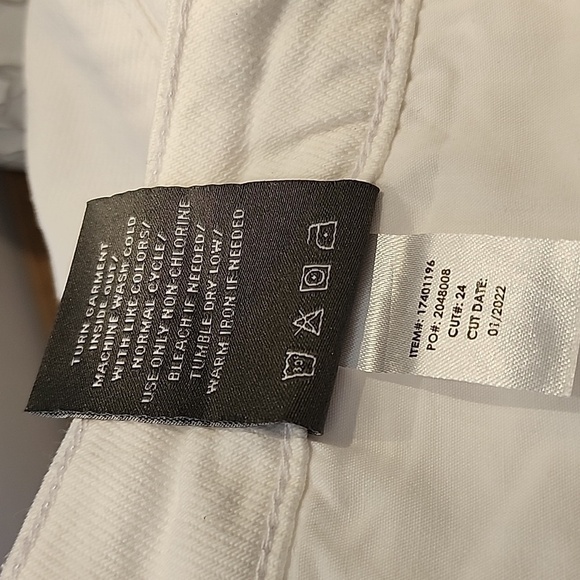 TURN GARMENT
INSIDE OUT/
MACHINE WASH COLD
WITH LIKE COLORS/
NORMAL CYCLE/
USE ONLY NON-CHLORINE
BLEACH IF NEEDED/
TUMBLE DRY LOW/
WARM IRON IF NEEDED
ITEM#: 17401196
PO#: 2048008
CUT#: 24
CUT DATE:
01/2022